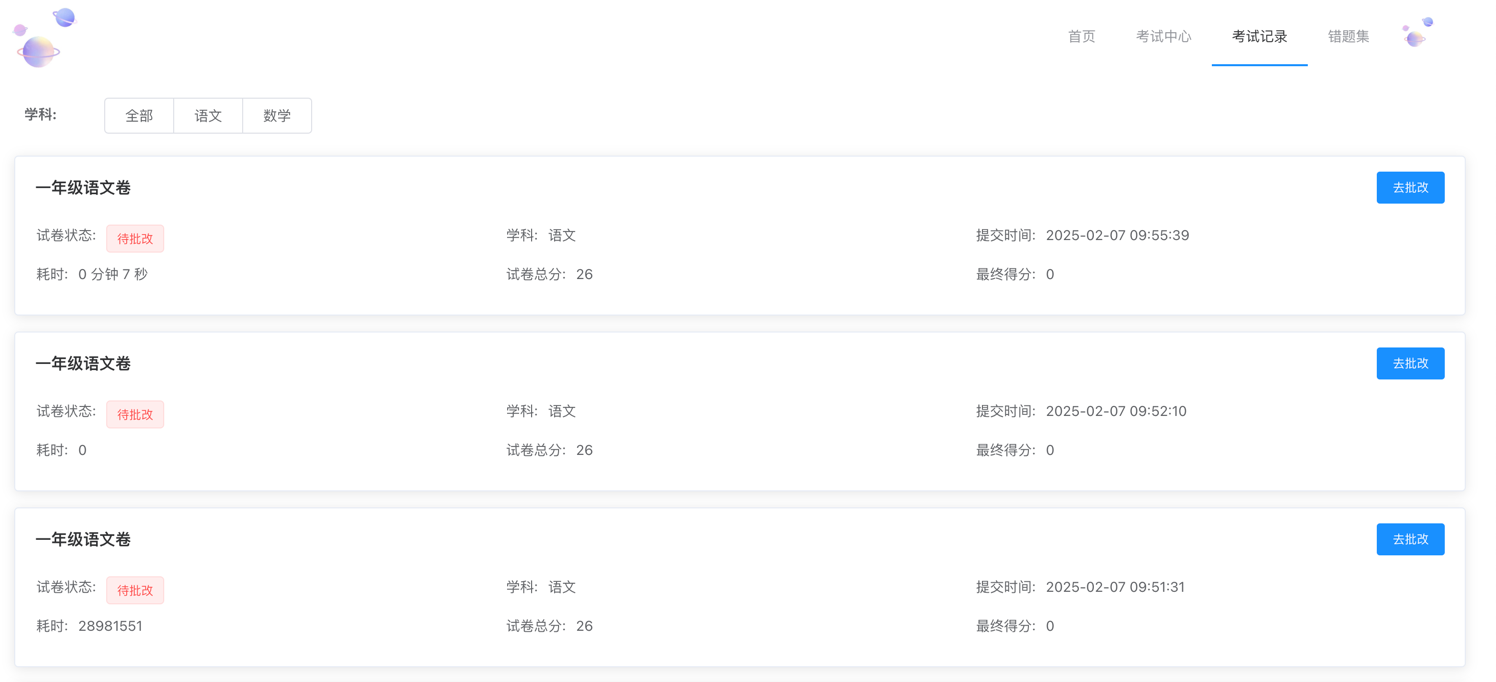 首页 考试中心 考试记录 错题集
学科: 全部 语文 数学
一年级语文卷 去批改
试卷状态: 待批改 学科: 语文 提交时间: 2025-02-07 09:55:39
耗时: 0 分钟 7 秒 试卷总分: 26 最终得分: 0
一年级语文卷 去批改
试卷状态: 待批改 学科: 语文 提交时间: 2025-02-07 09:52:10
耗时: 0 试卷总分: 26 最终得分: 0
一年级语文卷 去批改
试卷状态: 待批改 学科: 语文 提交时间: 2025-02-07 09:51:31
耗时: 28981551 试卷总分: 26 最终得分: 0